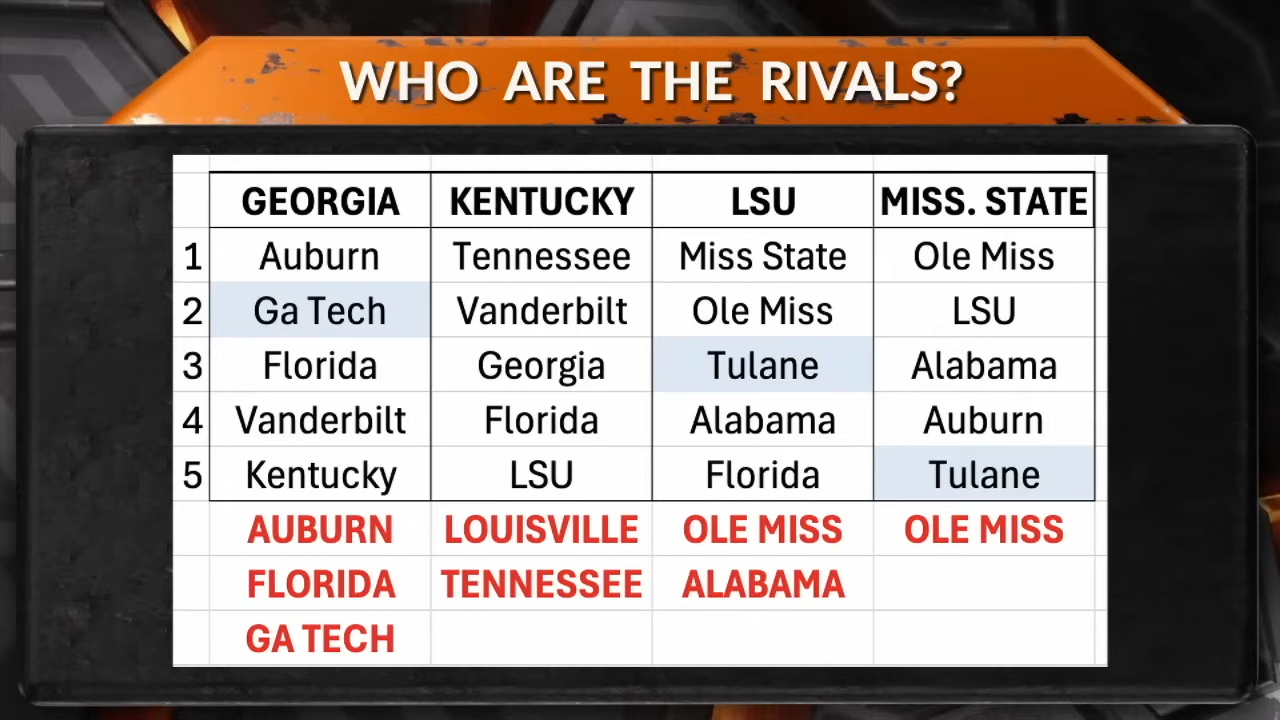 WHO ARE THE RIVALS?
GEORGIA KENTUCKY LSU MISS. STATE
1 Auburn Tennessee Miss State Ole Miss
2 Ga Tech Vanderbilt Ole Miss LSU
3 Florida Georgia Tulane Alabama
4 Vanderbilt Florida Alabama Auburn
5 Kentucky LSU Florida Tulane
AUBURN LOUISVILLE OLE MISS OLE MISS
FLORIDA TENNESSEE ALABAMA
GA TECH